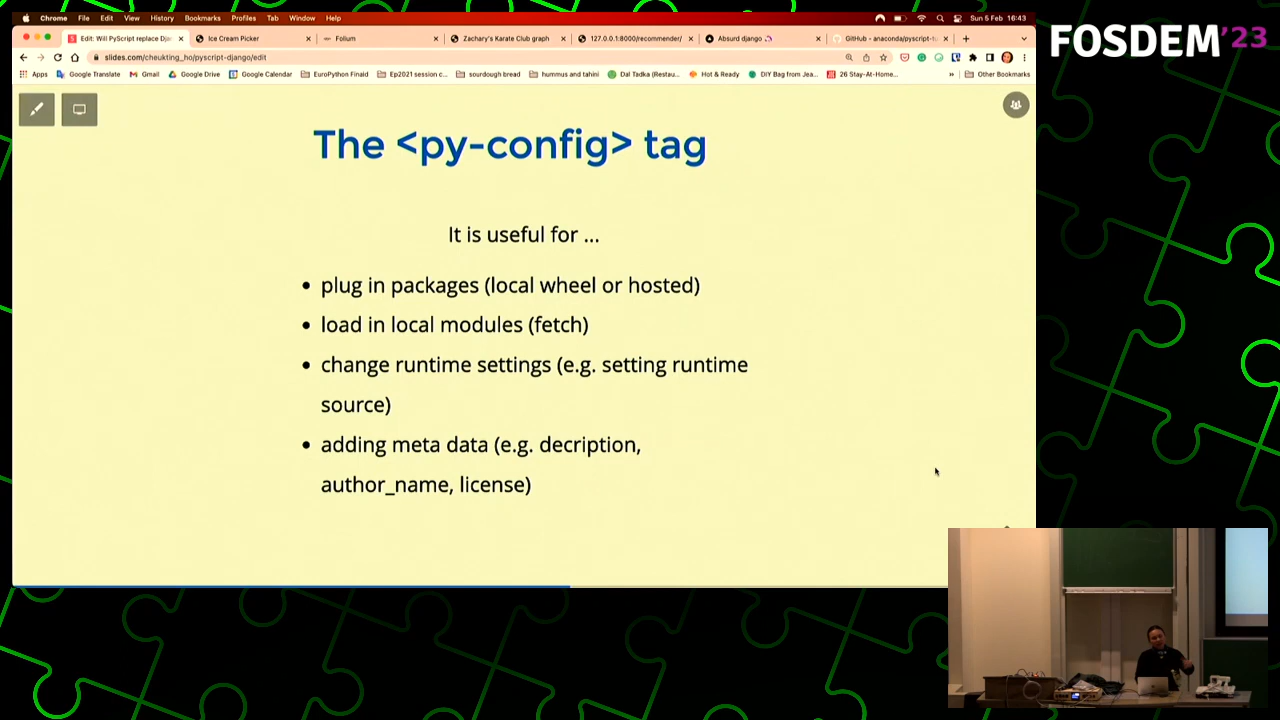 Chrome File Edit View History Bookmarks Profiles Tab Window Help Sun 5 Feb 16:43
FOSDEM'23
Edit: Will PyScript replace Dja Ice Cream Picker Folium Zachary's Karate Club graph 127.0.0.1:8000/recommender/ Absurd django GitHub - anaconda/pyscript-tu
slides.com/cheukting_ho/pyscript-django/edit
Apps Google Translate Gmail Google Drive Google Calendar EuroPython Finaid Ep2021 session c... sourdough bread hummus and tahini Dal Tadka (Restau... Hot & Ready DIY Bag from Jea... 26 Stay-At-Home... » Other Bookmarks
The <py-config> tag
It is useful for ...
• plug in packages (local wheel or hosted)
• load in local modules (fetch)
• change runtime settings (e.g. setting runtime
source)
• adding meta data (e.g. decription,
author_name, license)